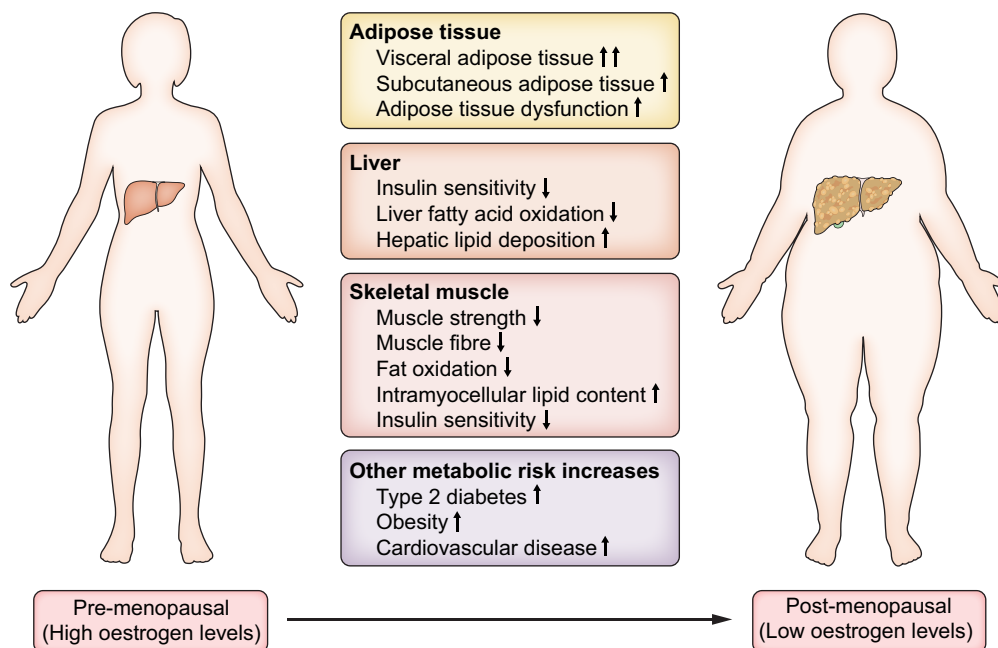 Adipose tissue
Visceral adipose tissue ↑↑
Subcutaneous adipose tissue ↑
Adipose tissue dysfunction ↑
Liver
Insulin sensitivity ↓
Liver fatty acid oxidation ↓
Hepatic lipid deposition ↑
Skeletal muscle
Muscle strength ↓
Muscle fibre ↓
Fat oxidation ↓
Intramyocellular lipid content ↑
Insulin sensitivity ↓
Other metabolic risk increases
Type 2 diabetes ↑
Obesity ↑
Cardiovascular disease ↑
Pre-menopausal
(High oestrogen levels)
Post-menopausal
(Low oestrogen levels)